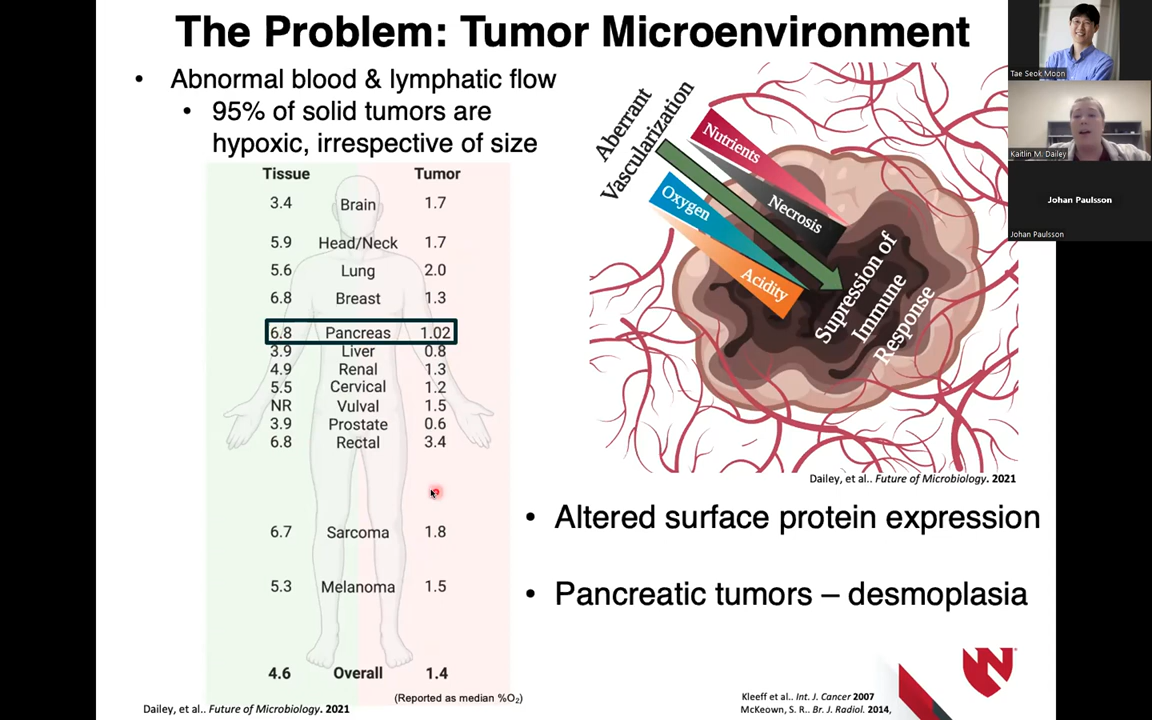 The Problem: Tumor Microenvironment
• Abnormal blood & lymphatic flow
• 95% of solid tumors are
hypoxic, irrespective of size
Tissue Tumor
3.4 Brain 1.7
5.9 Head/Neck 1.7
5.6 Lung 2.0
6.8 Breast 1.3
6.8 Pancreas 1.02
3.9 Liver 0.8
4.9 Renal 1.3
5.5 Cervical 1.2
NR Vulval 1.5
3.9 Prostate 0.6
6.8 Rectal 3.4
6.7 Sarcoma 1.8
5.3 Melanoma 1.5
4.6 Overall 1.4
(Reported as median %O₂)
Dailey, et al.. Future of Microbiology. 2021
Aberrant
Vascularization
Nutrients
Necrosis
Oxygen
Acidity
Supression of
Immune
Response
Dailey, et al.. Future of Microbiology. 2021
• Altered surface protein expression
• Pancreatic tumors – desmoplasia
N
Kleeff et al.. Int. J. Cancer 2007
McKeown, S. R.. Br. J. Radiol. 2014,
Tae Seok Moon
Kaitlin M. Dailey
Johan Paulsson
Johan Paulsson